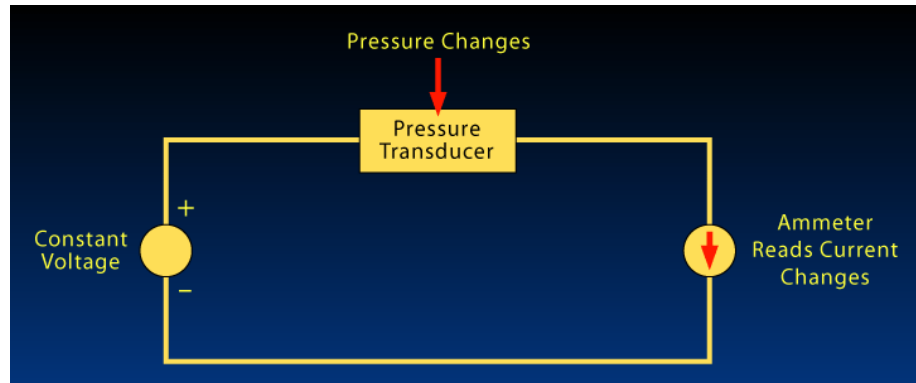 Pressure Changes
Pressure
Transducer
+
Constant
Voltage
−
Ammeter
Reads Current
Changes